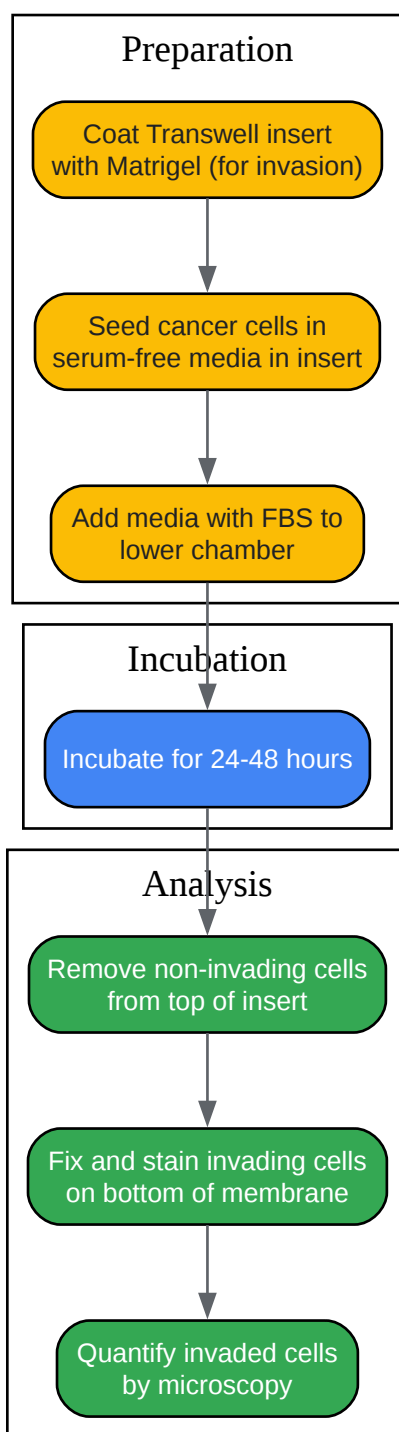 Preparation
Coat Transwell insert
with Matrigel (for invasion)
Seed cancer cells in
serum-free media in insert
Add media with FBS to
lower chamber
Incubation
Incubate for 24-48 hours
Analysis
Remove non-invading cells
from top of insert
Fix and stain invading cells
on bottom of membrane
Quantify invaded cells
by microscopy